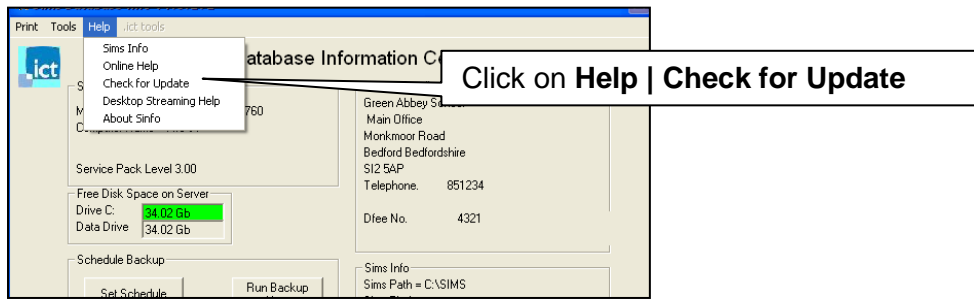 Print Tools Help .ict tools
.ict
Sims Info
Online Help
Check for Update
Desktop Streaming Help
About Sinfo
atabase Information C
Click on Help | Check for Update
760
Service Pack Level 3.00
Free Disk Space on Server
Drive C: 34.02 Gb
Data Drive 34.02 Gb
Schedule Backup
Set Schedule
Run Backup
Green Abbey Sc
Main Office
Monkmoor Road
Bedford Bedfordshire
SI2 5AP
Telephone. 851234
Dfee No. 4321
Sims Info
Sims Path = C:\SIMS